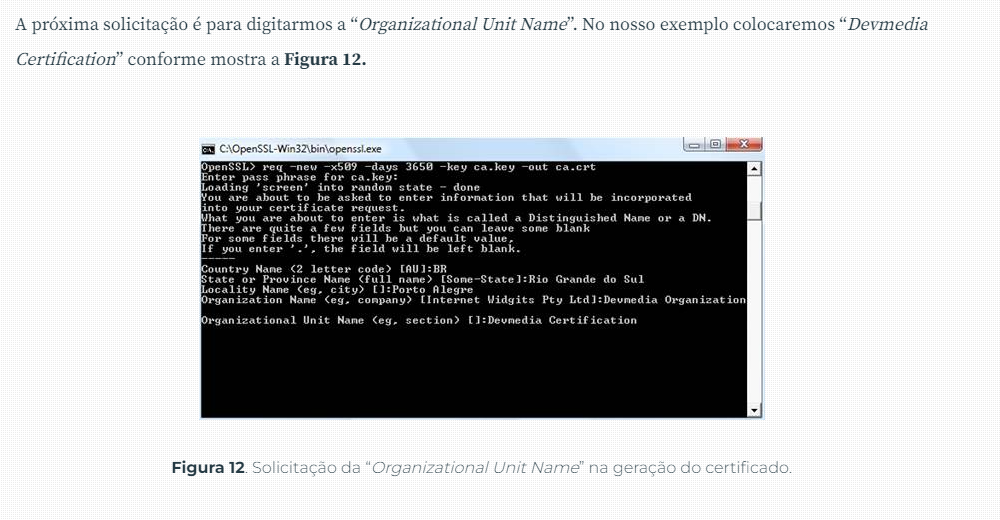 A próxima solicitação é para digitarmos a “Organizational Unit Name”. No nosso exemplo colocaremos “Devmedia
Certification” conforme mostra a Figura 12.
C:\OpenSSL-Win32\bin\openssl.exe
OpenSSL> req -new -x509 -days 3650 -key ca.key -out ca.crt
Enter pass phrase for ca.key:
Loading 'screen' into random state - done
You are about to be asked to enter information that will be incorporated
into your certificate request.
What you are about to enter is what is called a Distinguished Name or a DN.
There are quite a few fields but you can leave some blank
For some fields there will be a default value,
If you enter '.', the field will be left blank.
-----
Country Name (2 letter code) [AU]:BR
State or Province Name (full name) [Some-State]:Rio Grande do Sul
Locality Name (eg, city) []:Porto Alegre
Organization Name (eg, company) [Internet Widgits Pty Ltd]:Devmedia Organization
Organizational Unit Name (eg, section) []:Devmedia Certification
Figura 12. Solicitação da “Organizational Unit Name” na geração do certificado.